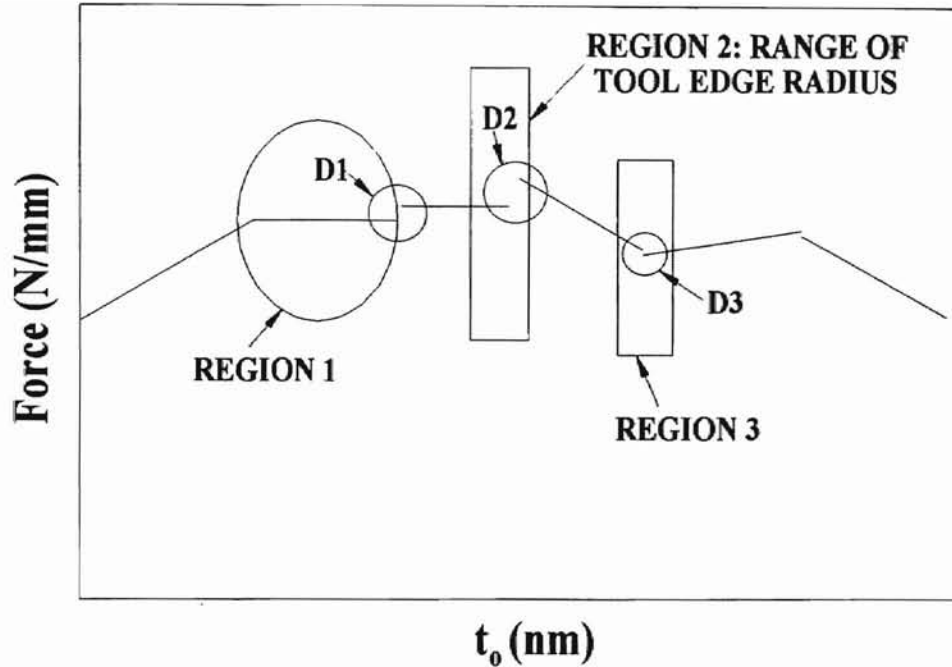 REGION 2: RANGE OF
TOOL EDGE RADIUS
D2
D1
D3
REGION 1
REGION 3
Force (N/mm)
t₀ (nm)